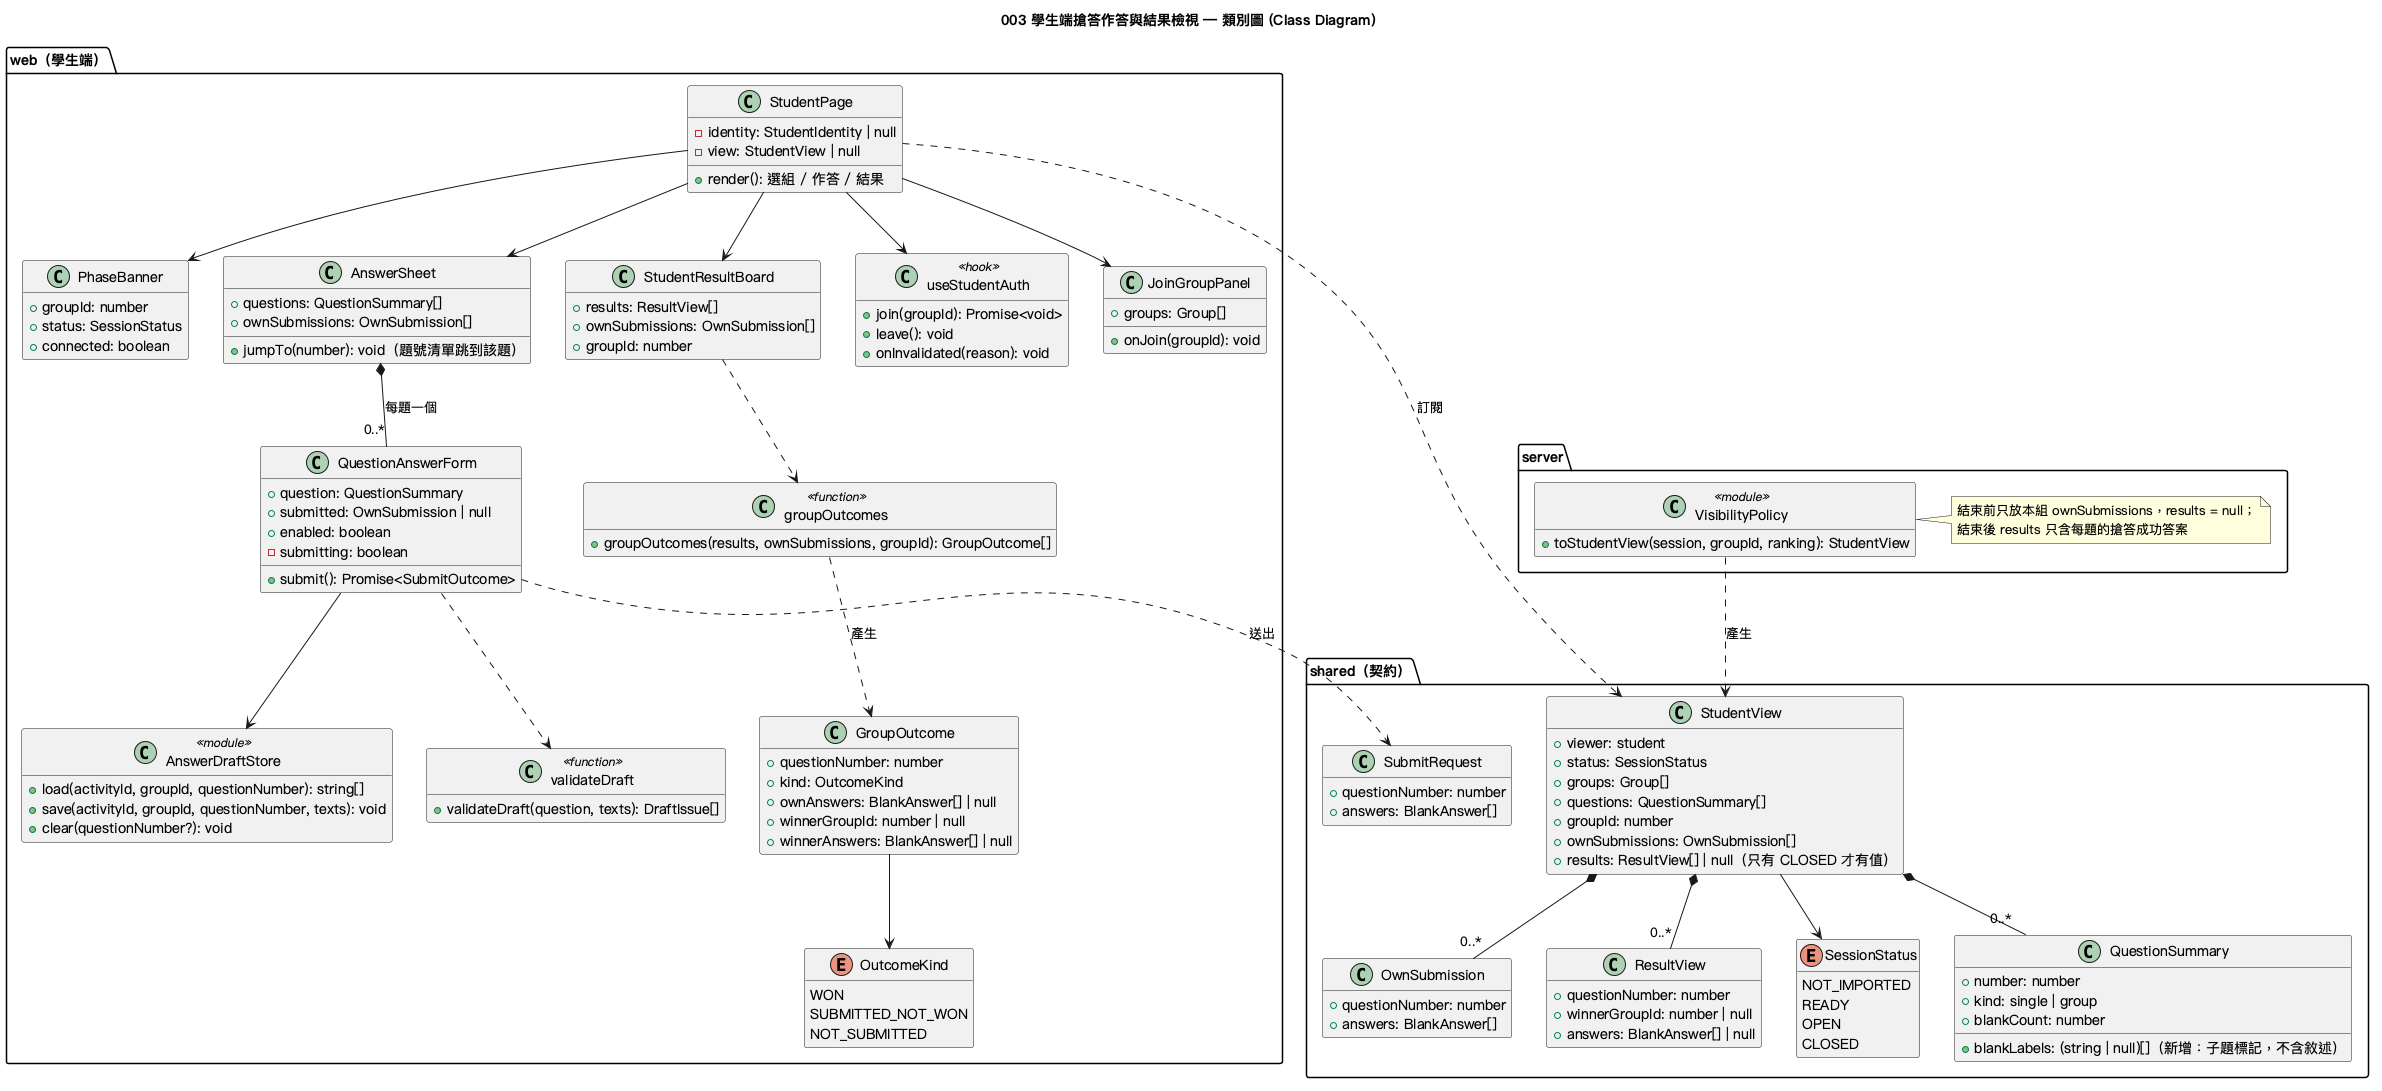 003 學生端搶答作答與結果檢視 — 類別圖 (Class Diagram)
web（學生端）
StudentPage
identity: StudentIdentity | null
view: StudentView | null
render(): 選組 / 作答 / 結果
PhaseBanner
groupId: number
status: SessionStatus
connected: boolean
AnswerSheet
questions: QuestionSummary[]
ownSubmissions: OwnSubmission[]
jumpTo(number): void（題號清單跳到該題）
StudentResultBoard
results: ResultView[]
ownSubmissions: OwnSubmission[]
groupId: number
«hook»
useStudentAuth
join(groupId): Promise<void>
leave(): void
onInvalidated(reason): void
JoinGroupPanel
groups: Group[]
onJoin(groupId): void
每題一個
0..*
訂閱
QuestionAnswerForm
question: QuestionSummary
submitted: OwnSubmission | null
enabled: boolean
submitting: boolean
submit(): Promise<SubmitOutcome>
«function»
groupOutcomes
groupOutcomes(results, ownSubmissions, groupId): GroupOutcome[]
server
«module»
VisibilityPolicy
toStudentView(session, groupId, ranking): StudentView
結束前只放本組 ownSubmissions，results = null；
結束後 results 只含每題的搶答成功答案
產生
送出
產生
«module»
AnswerDraftStore
load(activityId, groupId, questionNumber): string[]
save(activityId, groupId, questionNumber, texts): void
clear(questionNumber?): void
«function»
validateDraft
validateDraft(question, texts): DraftIssue[]
GroupOutcome
questionNumber: number
kind: OutcomeKind
ownAnswers: BlankAnswer[] | null
winnerGroupId: number | null
winnerAnswers: BlankAnswer[] | null
OutcomeKind
WON
SUBMITTED_NOT_WON
NOT_SUBMITTED
shared（契約）
SubmitRequest
questionNumber: number
answers: BlankAnswer[]
StudentView
viewer: student
status: SessionStatus
groups: Group[]
questions: QuestionSummary[]
groupId: number
ownSubmissions: OwnSubmission[]
results: ResultView[] | null（只有 CLOSED 才有值）
0..*
0..*
0..*
OwnSubmission
questionNumber: number
answers: BlankAnswer[]
ResultView
questionNumber: number
winnerGroupId: number | null
answers: BlankAnswer[] | null
SessionStatus
NOT_IMPORTED
READY
OPEN
CLOSED
QuestionSummary
number: number
kind: single | group
blankCount: number
blankLabels: (string | null)[]（新增：子題標記，不含敘述）